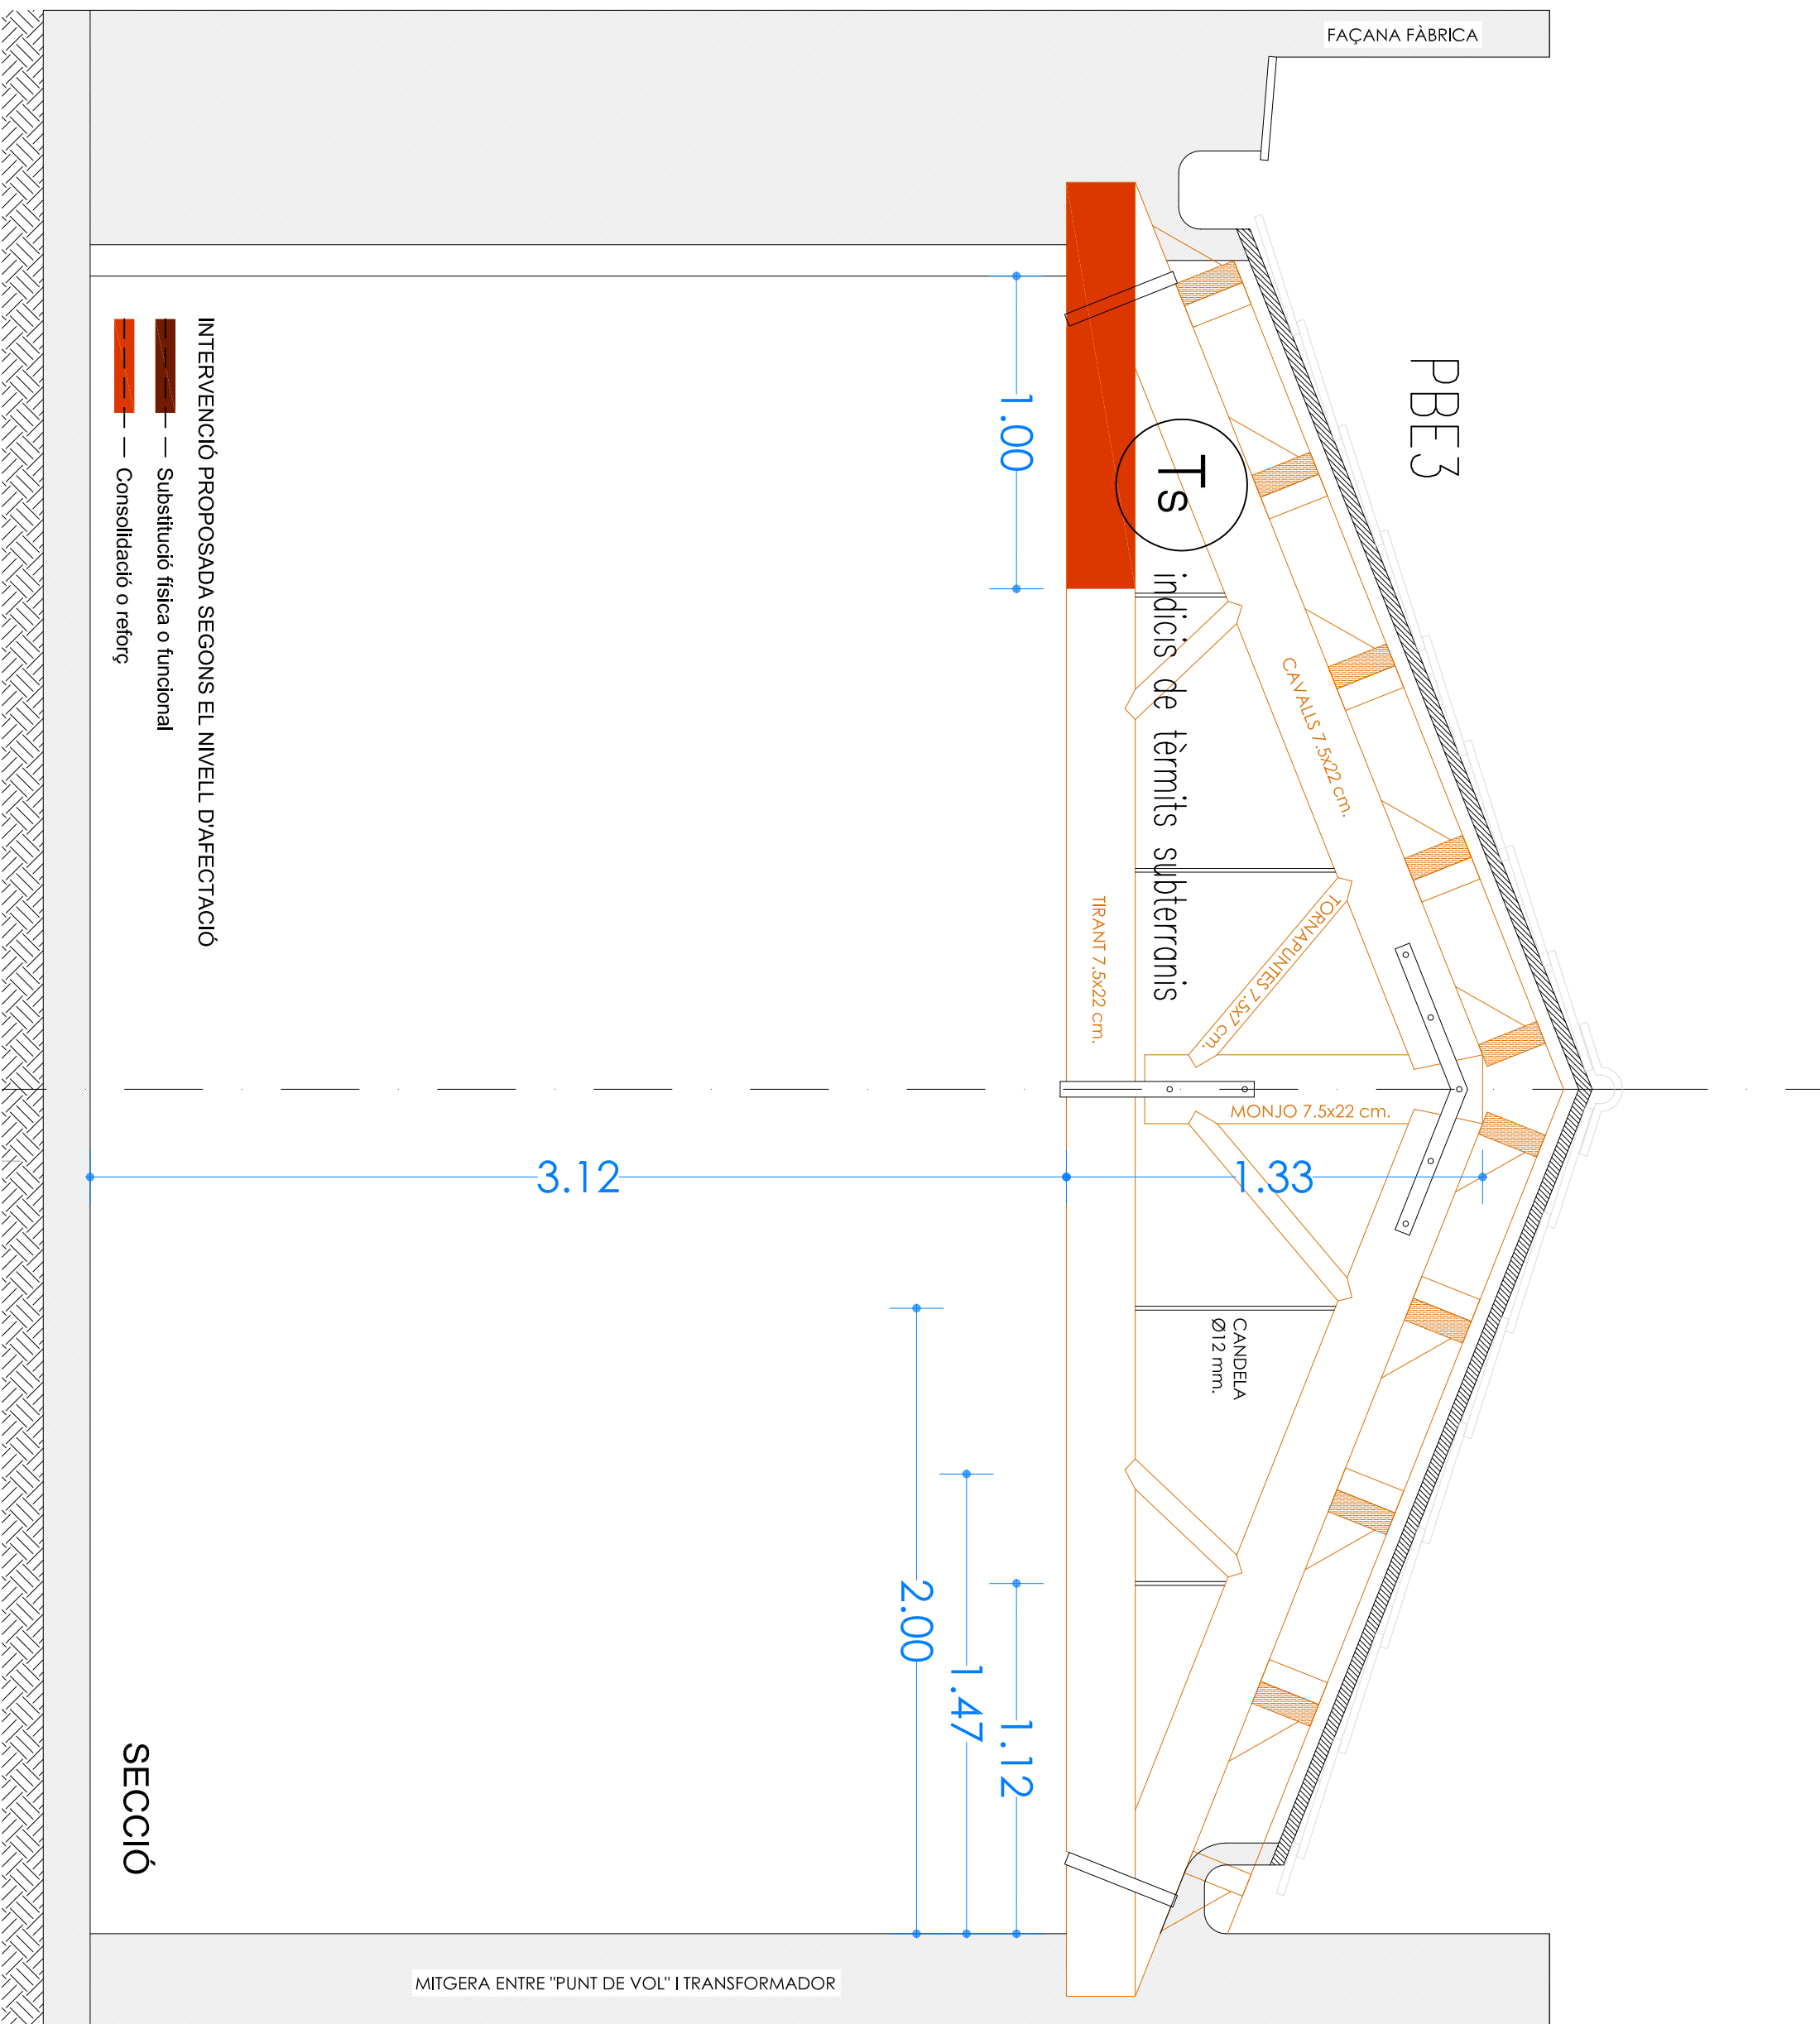 FAÇANA FÀBRICA
PBE3
Ts
indicis de tèrmits subterranis
CAVALLS 7.5x22 cm.
TORNAPUNTES 7.5x7 cm.
TIRANT 7.5x22 cm.
MONJO 7.5x22 cm.
CANDELA
Ø12 mm.
1.00
3.12
1.33
2.00
1.47
1.12
INTERVENCIÓ PROPOSADA SEGONS EL NIVELL D'AFECTACIÓ
Substitució física o funcional
Consolidació o reforç
SECCIÓ
MITGERA ENTRE "PUNT DE VOL" I TRANSFORMADOR